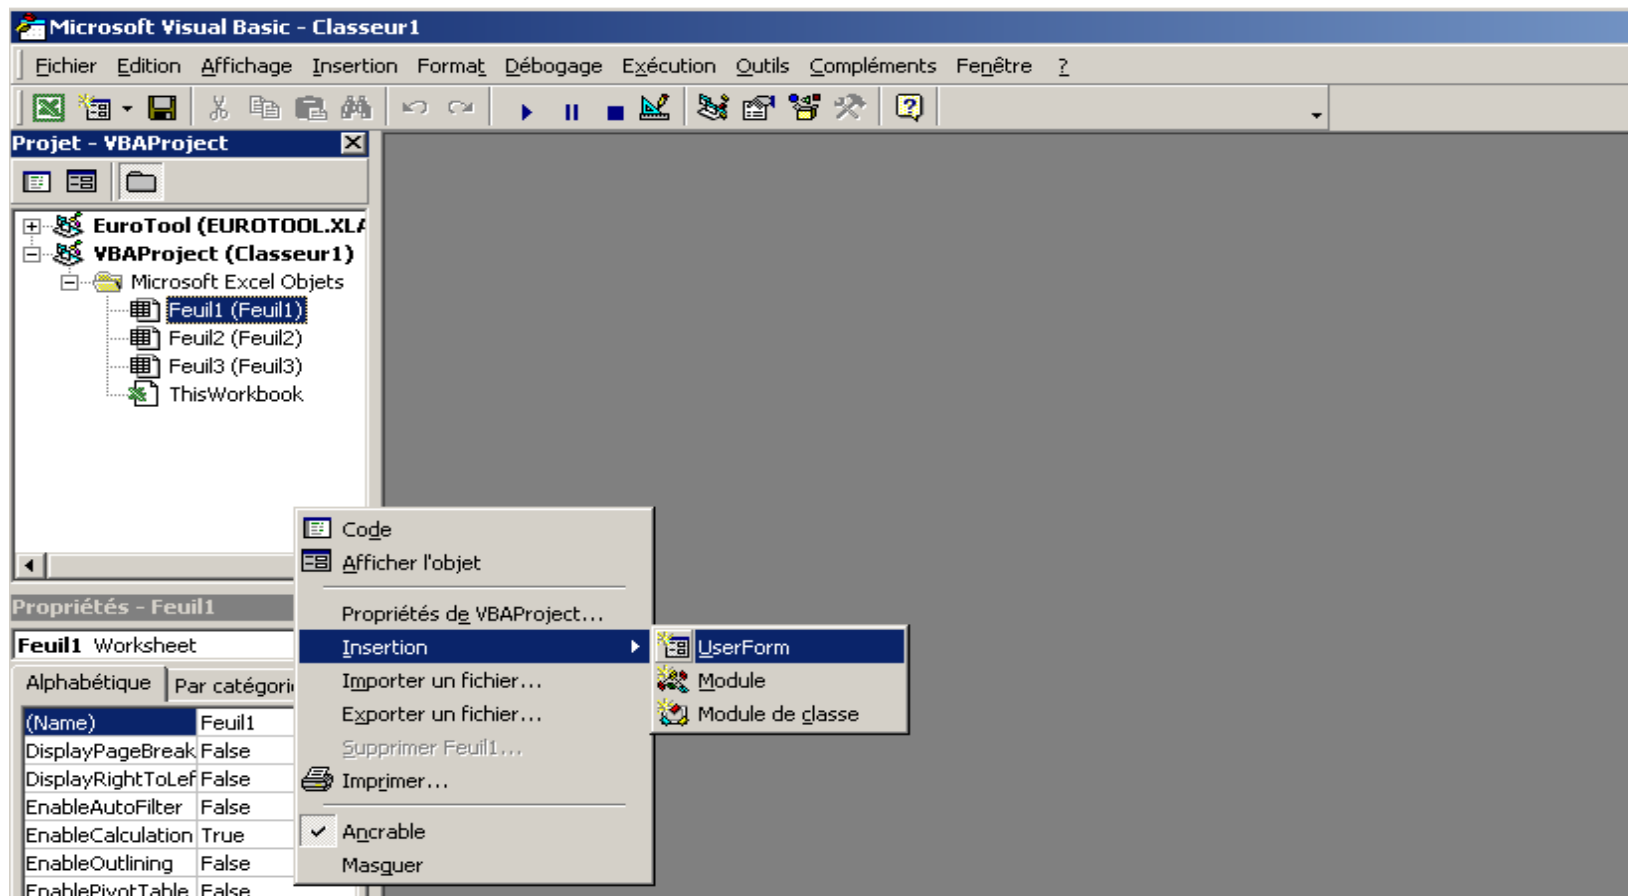 Microsoft Visual Basic - Classeur1
Fichier Edition Affichage Insertion Format Débogage Exécution Outils Compléments Fenêtre ?
Projet - VBAProject
EuroTool (EUROTOOL.XLA
VBAProject (Classeur1)
Microsoft Excel Objets
Feuil1 (Feuil1)
Feuil2 (Feuil2)
Feuil3 (Feuil3)
ThisWorkbook
Code
Afficher l'objet
Propriétés de VBAProject...
Insertion
UserForm
Importer un fichier...
Module
Exporter un fichier...
Module de classe
Supprimer Feuil1...
Imprimer...
Ancrable
Masquer
Propriétés - Feuil1
Feuil1 Worksheet
Alphabétique Par catégori
(Name) Feuil1
DisplayPageBreak False
DisplayRightToLef False
EnableAutoFilter False
EnableCalculation True
EnableOutlining False
EnablePivotTable False